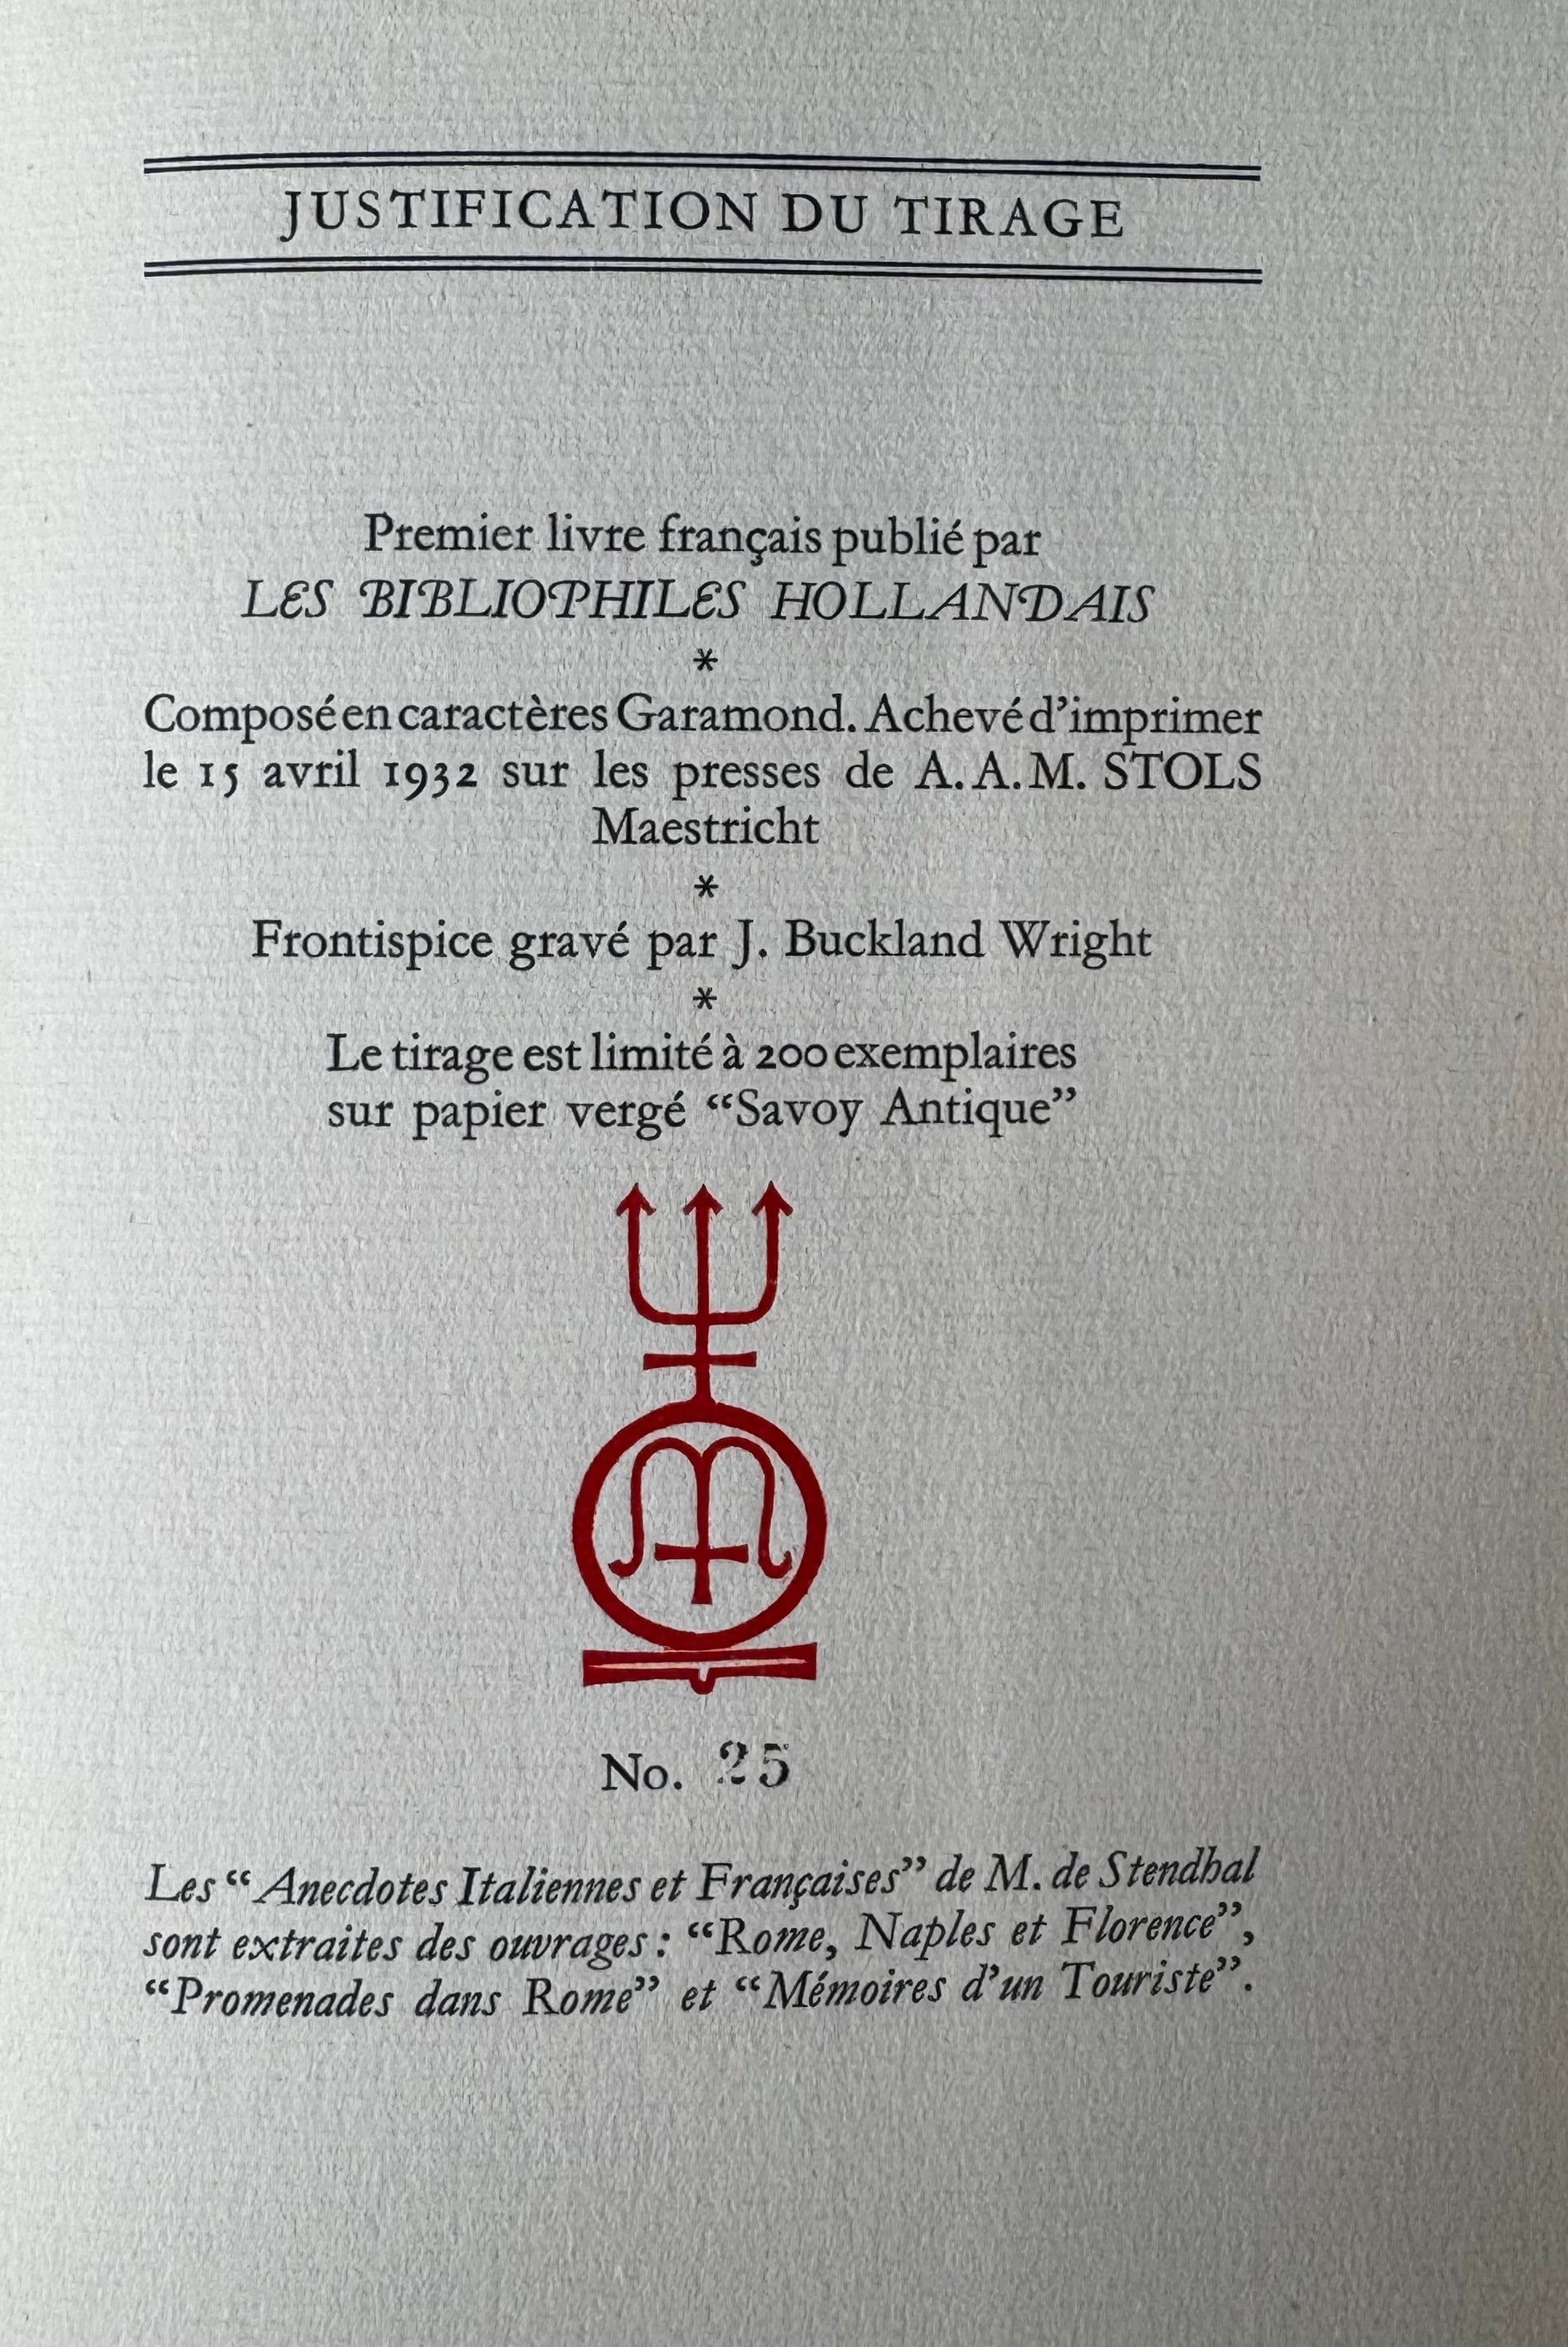 JUSTIFICATION DU TIRAGE
Premier livre français publié par
LES BIBLIOPHILES HOLLANDAIS
*
Composé en caractères Garamond. Achevé d’imprimer
le 15 avril 1932 sur les presses de A. A. M. STOLS
Maestricht
*
Frontispice gravé par J. Buckland Wright
*
Le tirage est limité à 200 exemplaires
sur papier vergé “Savoy Antique”
No. 25
Les “Anecdotes Italiennes et Françaises” de M. de Stendhal
sont extraites des ouvrages : “Rome, Naples et Florence”,
“Promenades dans Rome” et “Mémoires d’un Touriste”.